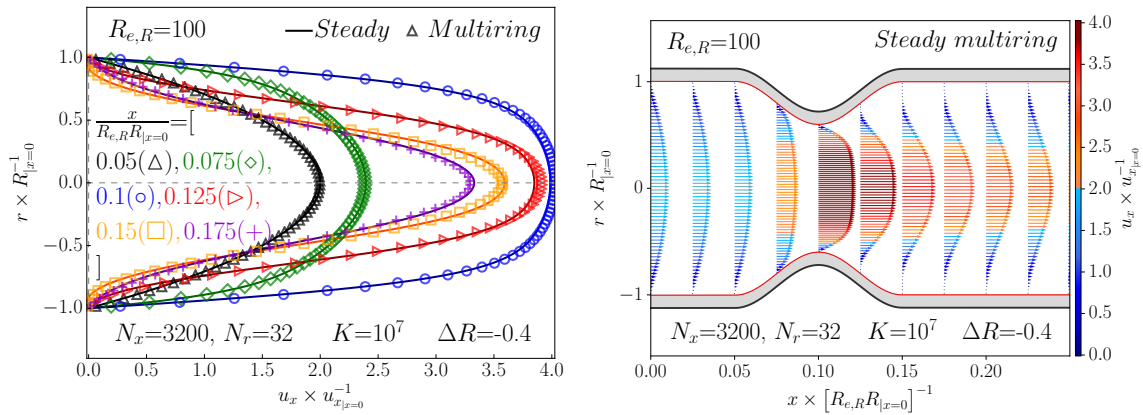 R_{e,R}=100 — Steady △ Multiring
1.0
0.5
0.0
−0.5
−1.0
r × R^{-1}_{|x=0}
x/(R_{e,R}R_{|x=0}) =[
0.05(△), 0.075(◇),
0.1(○), 0.125(▷),
0.15(□), 0.175(+)
]
N_x=3200, N_r=32 K=10^7 ΔR=-0.4
0.0 0.5 1.0 1.5 2.0 2.5 3.0 3.5 4.0
u_x × u^{-1}_{x|x=0}
R_{e,R}=100 Steady multiring
1
0
−1
r × R^{-1}_{|x=0}
N_x=3200, N_r=32 K=10^7 ΔR=-0.4
0.00 0.05 0.10 0.15 0.20
x × [R_{e,R}R_{|x=0}]^{-1}
4.0
3.5
3.0
2.5
2.0
1.5
1.0
0.5
0.0
u_x × u^{-1}_{x|x=0}